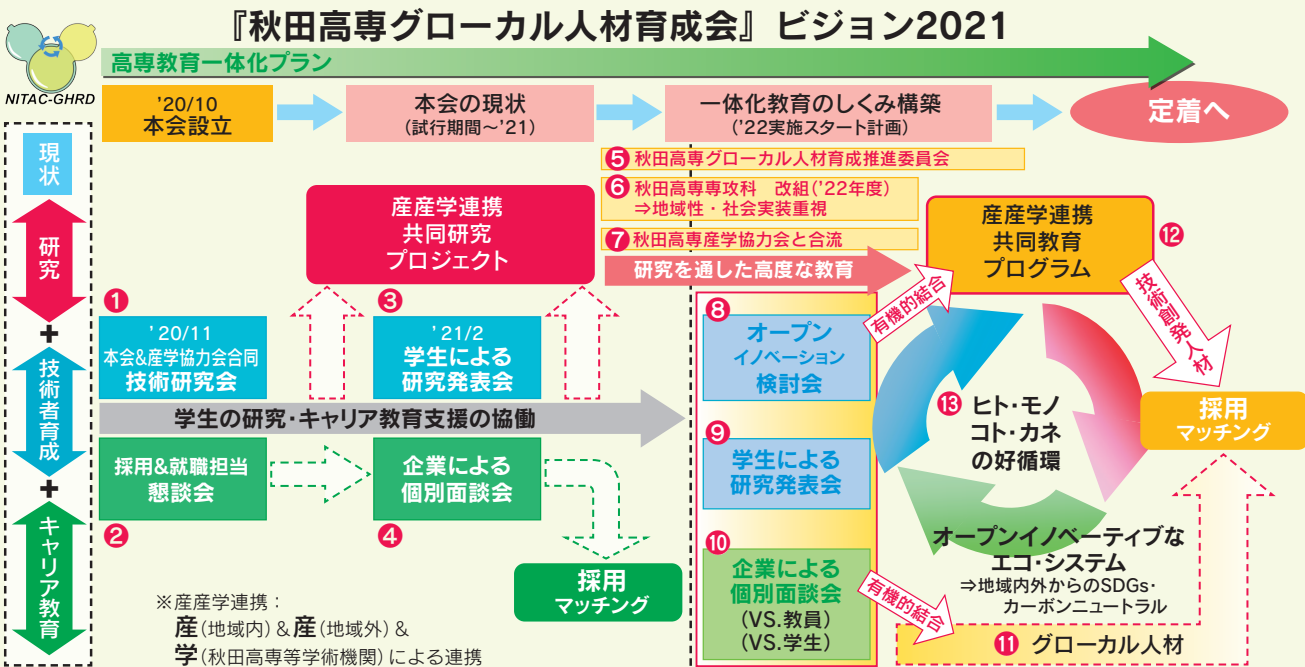 『秋田高専グローカル人材育成会』ビジョン2021
NITAC-GHRD
高専教育一体化プラン
’20/10
本会設立
本会の現状
(試行期間～’21)
一体化教育のしくみ構築
(’22実施スタート計画)
定着へ
現状
研究
+
技術者育成
+
キャリア教育
❺ 秋田高専グローカル人材育成推進委員会
❻ 秋田高専専攻科　改組(’22年度)
⇒地域性・社会実装重視
❼ 秋田高専産学協力会と合流
産産学連携
共同研究
プロジェクト
研究を通した高度な教育
❶
’20/11
本会&産学協力会合同
技術研究会
❸
’21/2
学生による
研究発表会
学生の研究・キャリア教育支援の協働
採用&就職担当
懇談会
❷
企業による
個別面談会
❹
採用
マッチング
※産産学連携：
産(地域内)&産(地域外)&
学(秋田高専等学術機関)による連携
❽
オープン
イノベーション
検討会
❾
学生による
研究発表会
❿
企業による
個別面談会
(VS.教員)
(VS.学生)
有機的結合
有機的結合
産産学連携
共同教育
プログラム
⓬
技術創発人材
採用
マッチング
⓭ ヒト・モノ
コト・カネ
の好循環
オープンイノベーティブな
エコ・システム
⇒地域内外からのSDGs・
カーボンニュートラル
⓫ グローカル人材